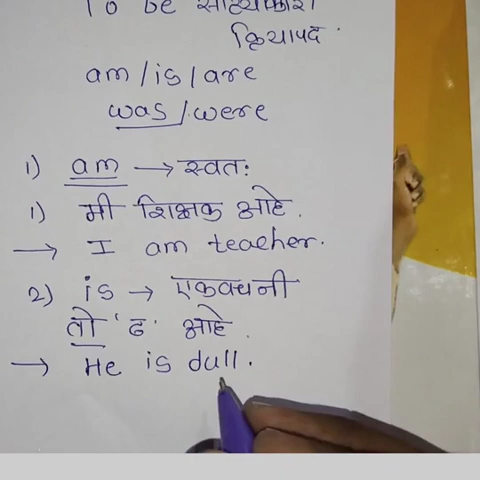 To be साह्यकारी
क्रियापद
am/is/are
was/were
1) am → स्वतः
1) मी शिक्षक आहे.
→ I am teacher.
2) is → एकवचनी
तो 'ढ' आहे.
→ He is dull.